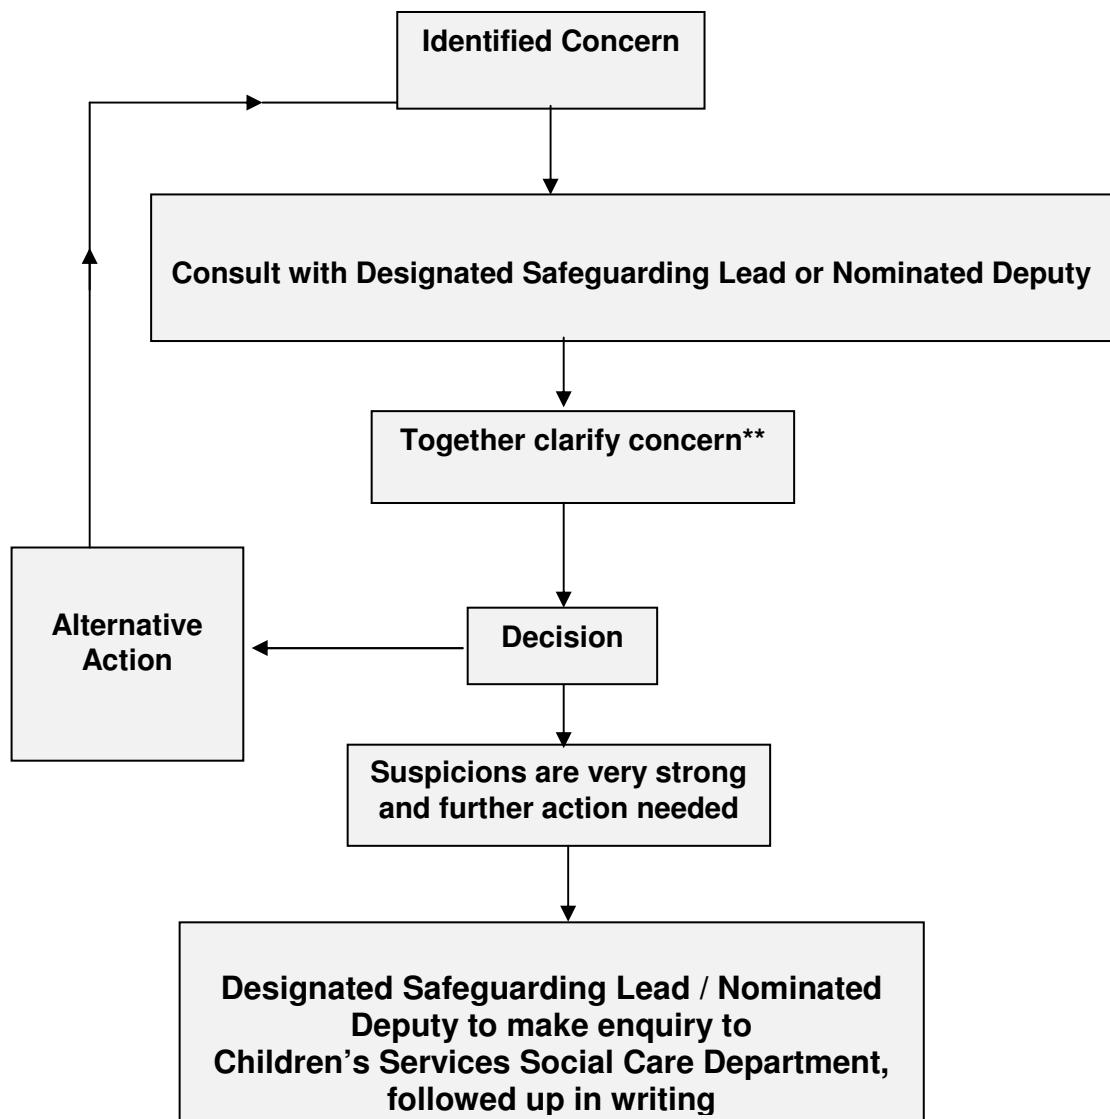 Identified Concern
Consult with Designated Safeguarding Lead or Nominated Deputy
Together clarify concern**
Alternative
Action
Decision
Suspicions are very strong
and further action needed
Designated Safeguarding Lead / Nominated
Deputy to make enquiry to
Children’s Services Social Care Department,
followed up in writing